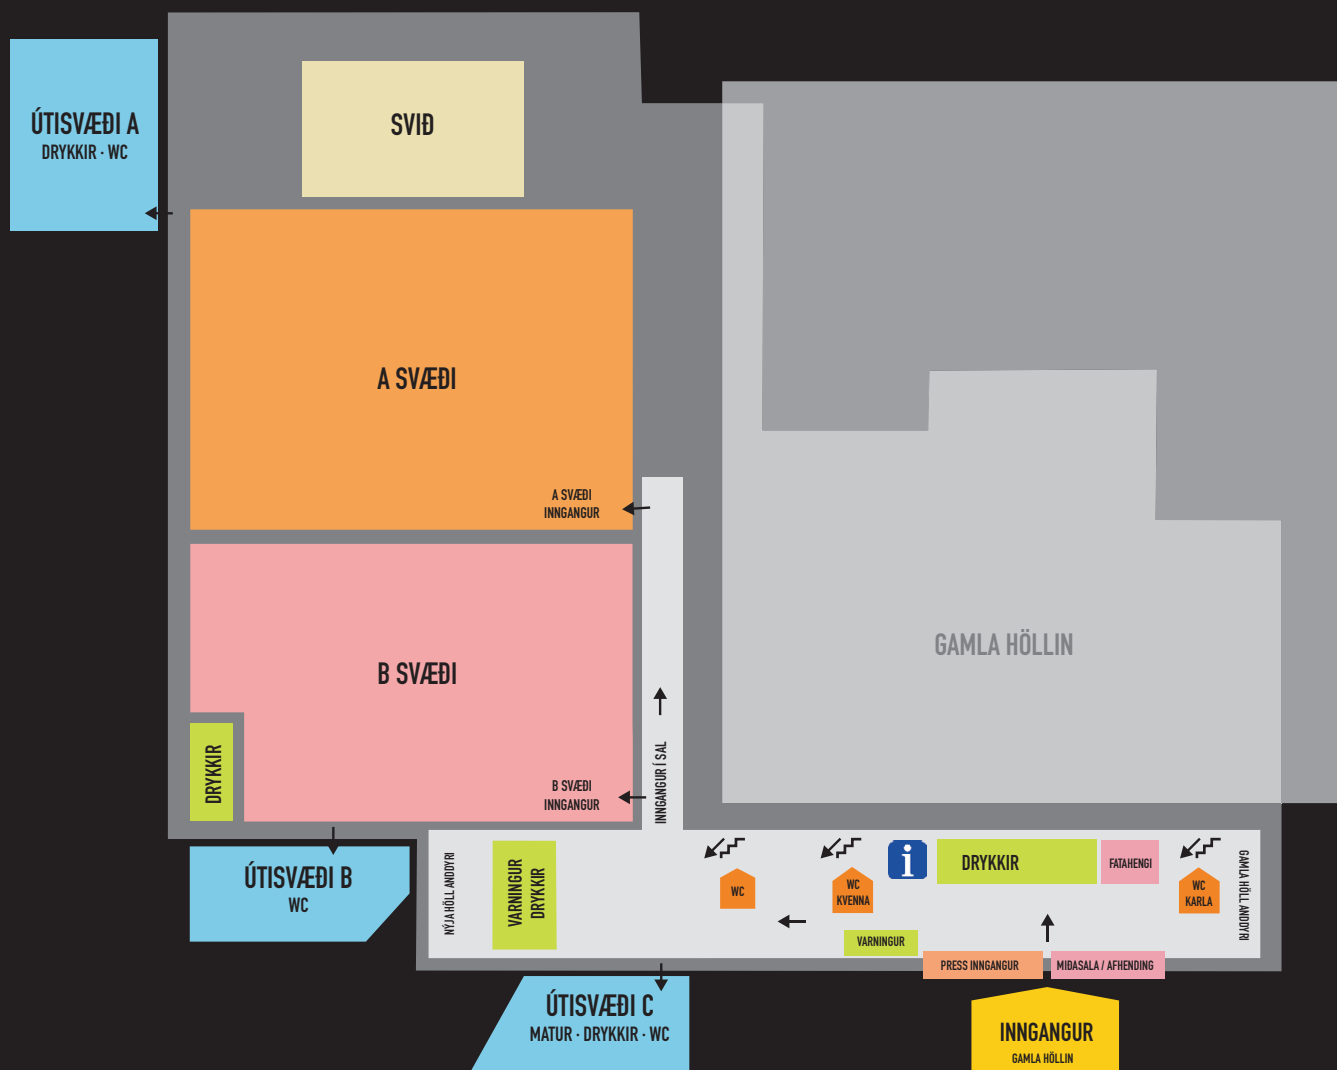 ÚTISVÆÐI A
DRYKKIR · WC
SVIÐ
A SVÆÐI
A SVÆÐI
INNGANGUR
B SVÆÐI
GAMLA HÖLLIN
DRYKKIR
B SVÆÐI
INNGANGUR
INNGANGUR Í SAL
ÚTISVÆÐI B
WC
NÝJA HÖLL ANDDYRI
VARNINGUR
DRYKKIR
WC
WC
KVENNA
i
DRYKKIR
FATAHENGI
WC
KARLA
GAMLA HÖLL ANDDYRI
VARNINGUR
PRESS INNGANGUR
MIÐASALA / AFHENDING
ÚTISVÆÐI C
MATUR · DRYKKIR · WC
INNGANGUR
GAMLA HÖLLIN